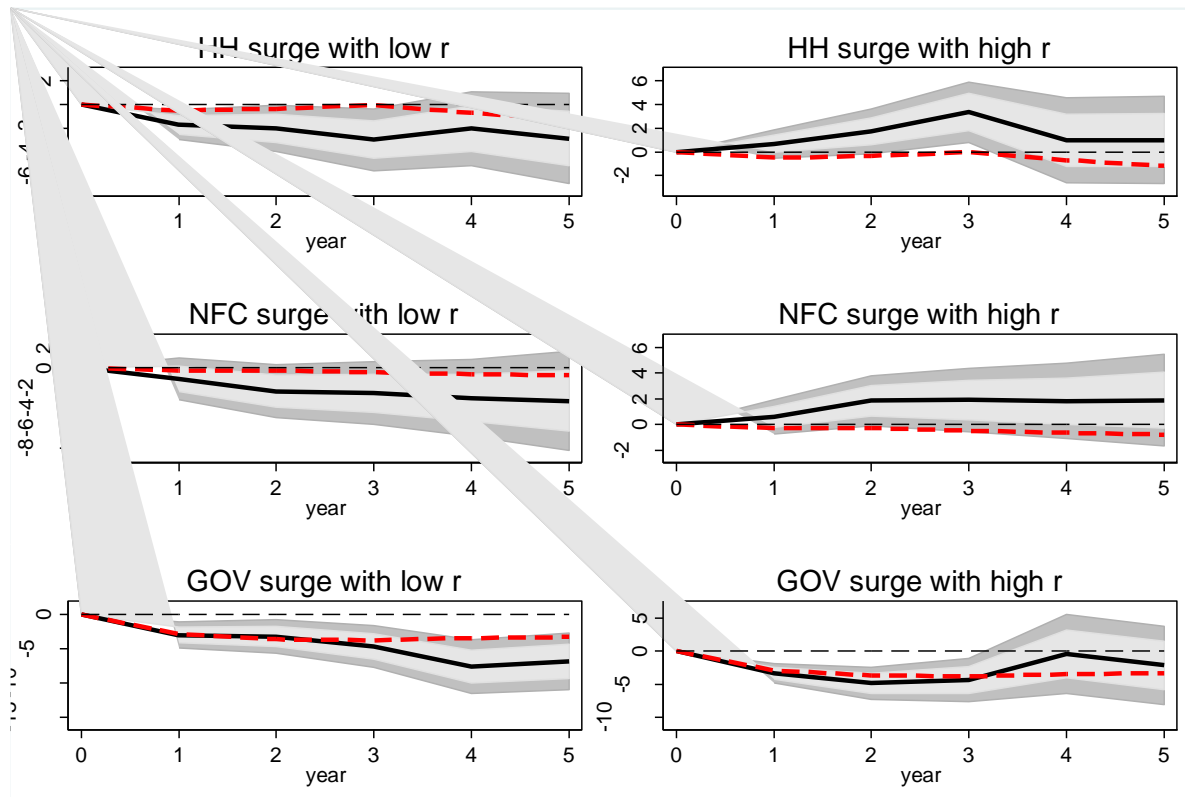 HH surge with low r
2
-6-4-2
1 2 3 4 5
year
HH surge with high r
-2 0 2 4 6
0 1 2 3 4 5
year
NFC surge with low r
-8-6-4-2 0 2
1 2 3 4 5
year
NFC surge with high r
-2 0 2 4 6
0 1 2 3 4 5
year
GOV surge with low r
-5 0
0 1 2 3 4 5
year
GOV surge with high r
-10 -5 0 5
0 1 2 3 4 5
year